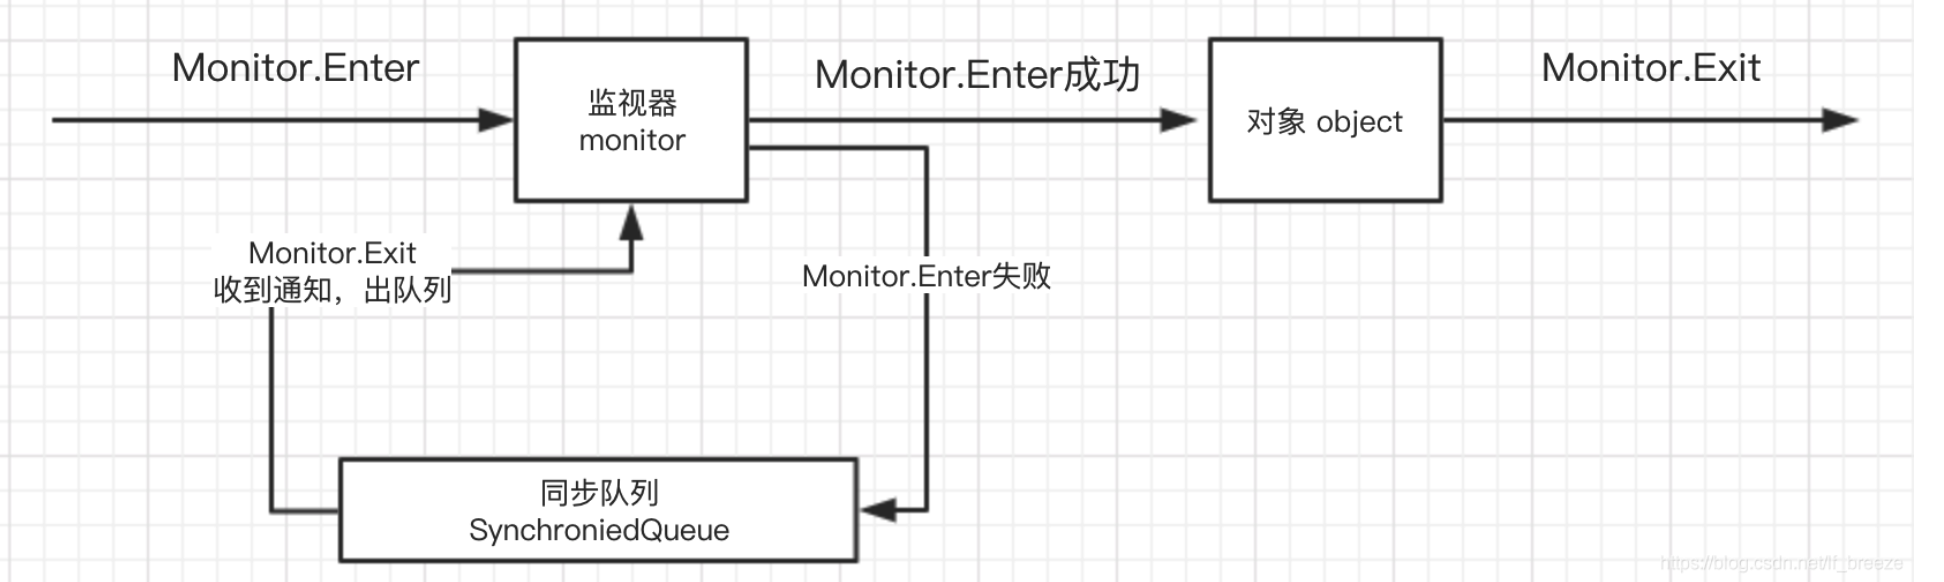 Monitor.Enter
监视器
monitor
Monitor.Enter成功
对象 object
Monitor.Exit
Monitor.Exit
收到通知，出队列
Monitor.Enter失败
同步队列
SynchroniedQueue
https://blog.csdn.net/lf_breeze